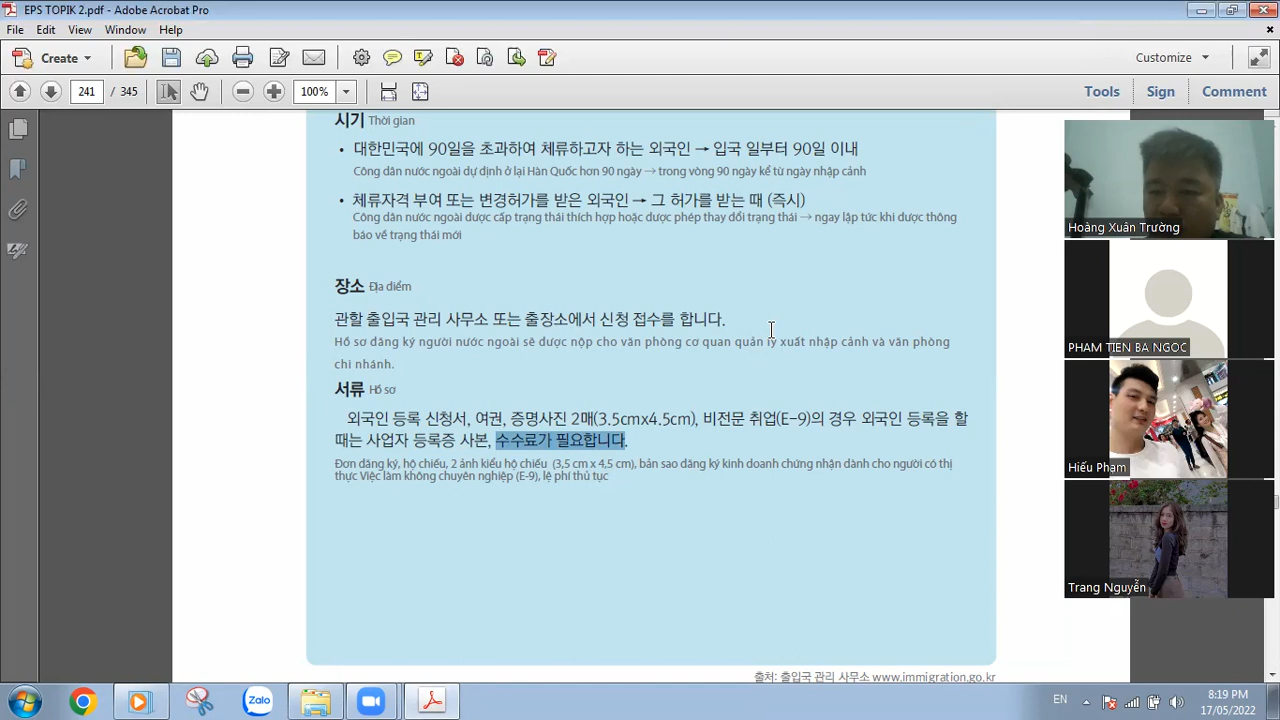 EPS TOPIK 2.pdf - Adobe Acrobat Pro
File Edit View Window Help
Create Customize
241 / 345 100% Tools Sign Comment
시기 Thời gian
• 대한민국에 90일을 초과하여 체류하고자 하는 외국인 → 입국 일부터 90일 이내
Công dân nước ngoài dự định ở lại Hàn Quốc hơn 90 ngày → trong vòng 90 ngày kể từ ngày nhập cảnh
• 체류자격 부여 또는 변경허가를 받은 외국인 → 그 허가를 받는 때 (즉시)
Công dân nước ngoài được cấp trạng thái thích hợp hoặc được phép thay đổi trạng thái → ngay lập tức khi được thông
báo về trạng thái mới
장소 Địa điểm
관할 출입국 관리 사무소 또는 출장소에서 신청 접수를 합니다.
Hồ sơ đăng ký người nước ngoài sẽ được nộp cho văn phòng cơ quan quản lý xuất nhập cảnh và văn phòng
chi nhánh.
서류 Hồ sơ
외국인 등록 신청서, 여권, 증명사진 2매(3.5cmx4.5cm), 비전문 취업(E-9)의 경우 외국인 등록을 할
때는 사업자 등록증 사본, 수수료가 필요합니다.
Đơn đăng ký, hộ chiếu, 2 ảnh kiểu hộ chiếu (3,5 cm x 4,5 cm), bản sao đăng ký kinh doanh chứng nhận dành cho người có thị
thực Việc làm không chuyên nghiệp (E-9), lệ phí thủ tục
출처: 출입국 관리 사무소 www.immigration.go.kr
Hoàng Xuân Trường
PHAM TIEN BA NGOC
Hiếu Phạm
Trang Nguyễn
Zalo
EN
8:19 PM
17/05/2022